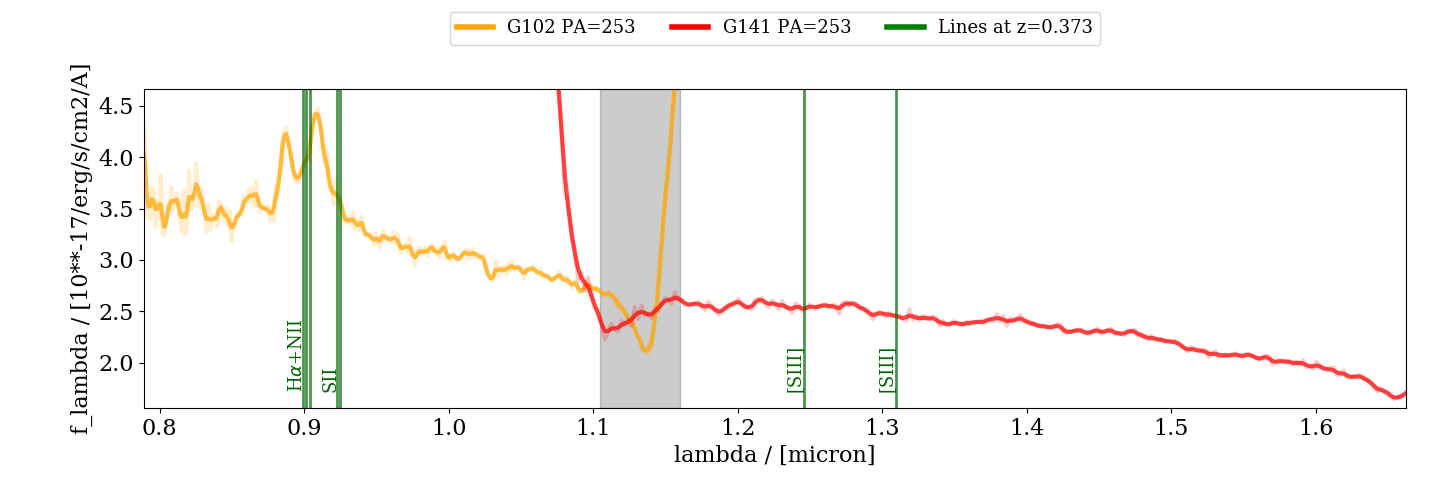 G102 PA=253
G141 PA=253
Lines at z=0.373
f_lambda / [10**-17/erg/s/cm2/A]
4.5
4.0
3.5
3.0
2.5
2.0
Hα+NII
SII
[SIII]
[SIII]
0.8 0.9 1.0 1.1 1.2 1.3 1.4 1.5 1.6
lambda / [micron]